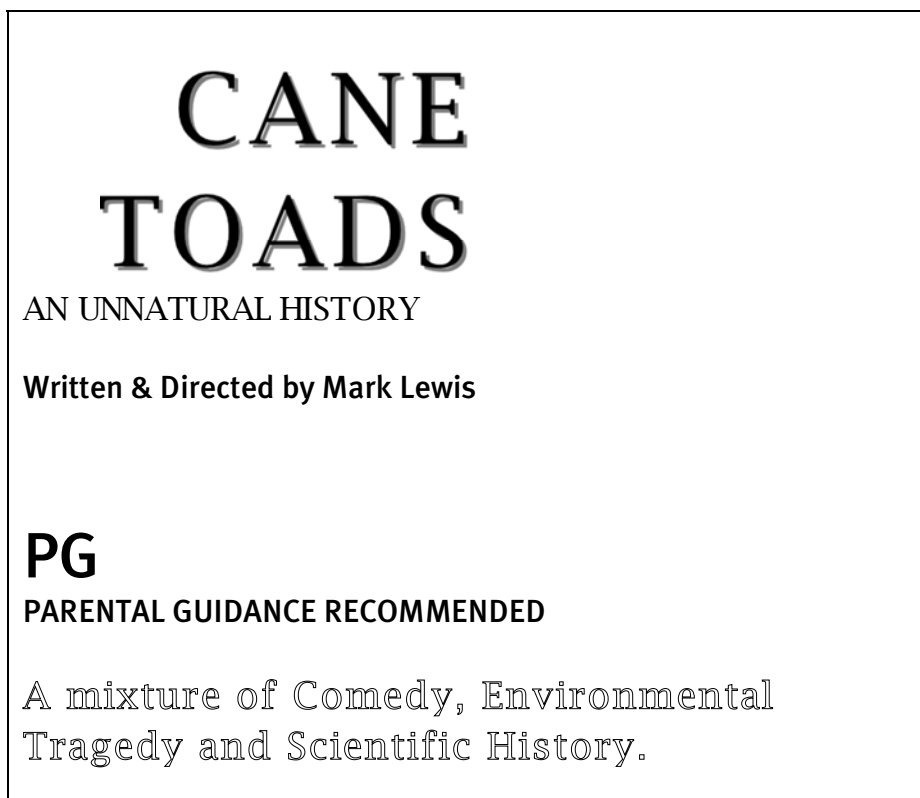 CANE
TOADS
AN UNNATURAL HISTORY
Written & Directed by Mark Lewis
PG
PARENTAL GUIDANCE RECOMMENDED
A mixture of Comedy, Environmental
Tragedy and Scientific History.